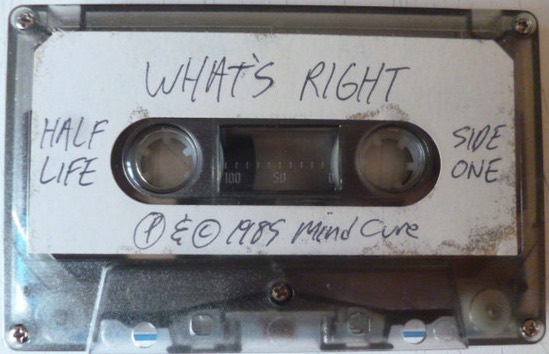 WHAT'S RIGHT
HALF
LIFE
SIDE
ONE
100 50 0
Ⓟ & © 1985 Mind Cure